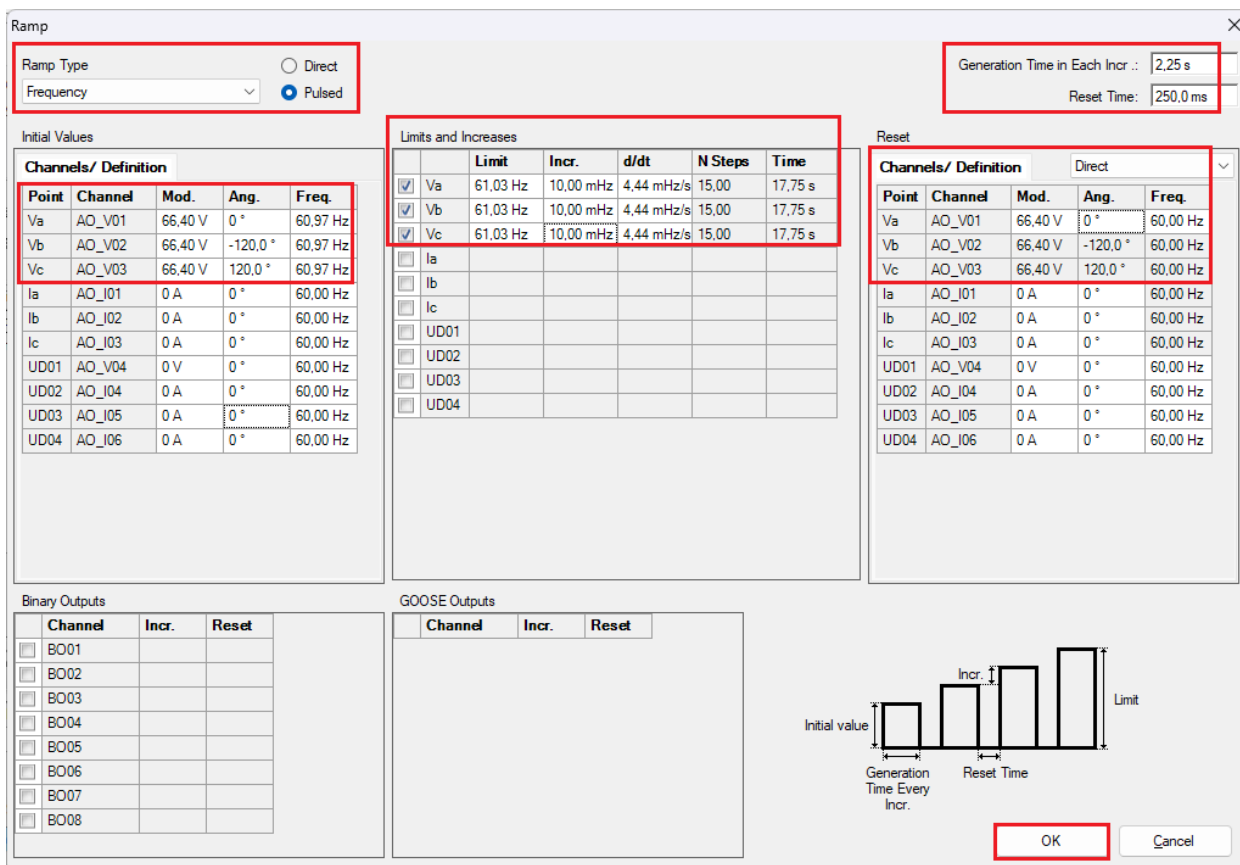 Ramp
Ramp Type
Direct
Frequency
Pulsed
Generation Time in Each Incr .: 2,25 s
Reset Time: 250,0 ms
Initial Values
Channels/ Definition
Point Channel Mod. Ang. Freq.
Va AO_V01 66,40 V 0 ° 60,97 Hz
Vb AO_V02 66,40 V -120,0 ° 60,97 Hz
Vc AO_V03 66,40 V 120,0 ° 60,97 Hz
Ia AO_I01 0 A 0 ° 60,00 Hz
Ib AO_I02 0 A 0 ° 60,00 Hz
Ic AO_I03 0 A 0 ° 60,00 Hz
UD01 AO_V04 0 V 0 ° 60,00 Hz
UD02 AO_I04 0 A 0 60,00 Hz
UD03 AO_I05 0 A 0 ° 60,00 Hz
UD04 AO_I06 0 A 0 ° 60,00 Hz
Limits and Increases
Limit Incr. d/dt N Steps Time
Va 61,03 Hz 10,00 mHz 4,44 mHz/s 15,00 17,75 s
Vb 61,03 Hz 10,00 mHz 4,44 mHz/s 15,00 17,75 s
Vc 61,03 Hz 10,00 mHz 4,44 mHz/s 15,00 17,75 s
Ia
Ib
Ic
UD01
UD02
UD03
UD04
Reset
Channels/ Definition Direct
Point Channel Mod. Ang. Freq.
Va AO_V01 66,40 V 0 ° 60,00 Hz
Vb AO_V02 66,40 V -120,0 ° 60,00 Hz
Vc AO_V03 66,40 V 120,0 ° 60,00 Hz
Ia AO_I01 0 A 0 ° 60,00 Hz
Ib AO_I02 0 A 0 ° 60,00 Hz
Ic AO_I03 0 A 0 ° 60,00 Hz
UD01 AO_V04 0 V 0 ° 60,00 Hz
UD02 AO_I04 0 A 0 ° 60,00 Hz
UD03 AO_I05 0 A 0 ° 60,00 Hz
UD04 AO_I06 0 A 0 ° 60,00 Hz
Binary Outputs
Channel Incr. Reset
BO01
BO02
BO03
BO04
BO05
BO06
BO07
BO08
GOOSE Outputs
Channel Incr. Reset
Incr.
Limit
Initial value
Generation
Time Every
Incr.
Reset Time
OK
Cancel